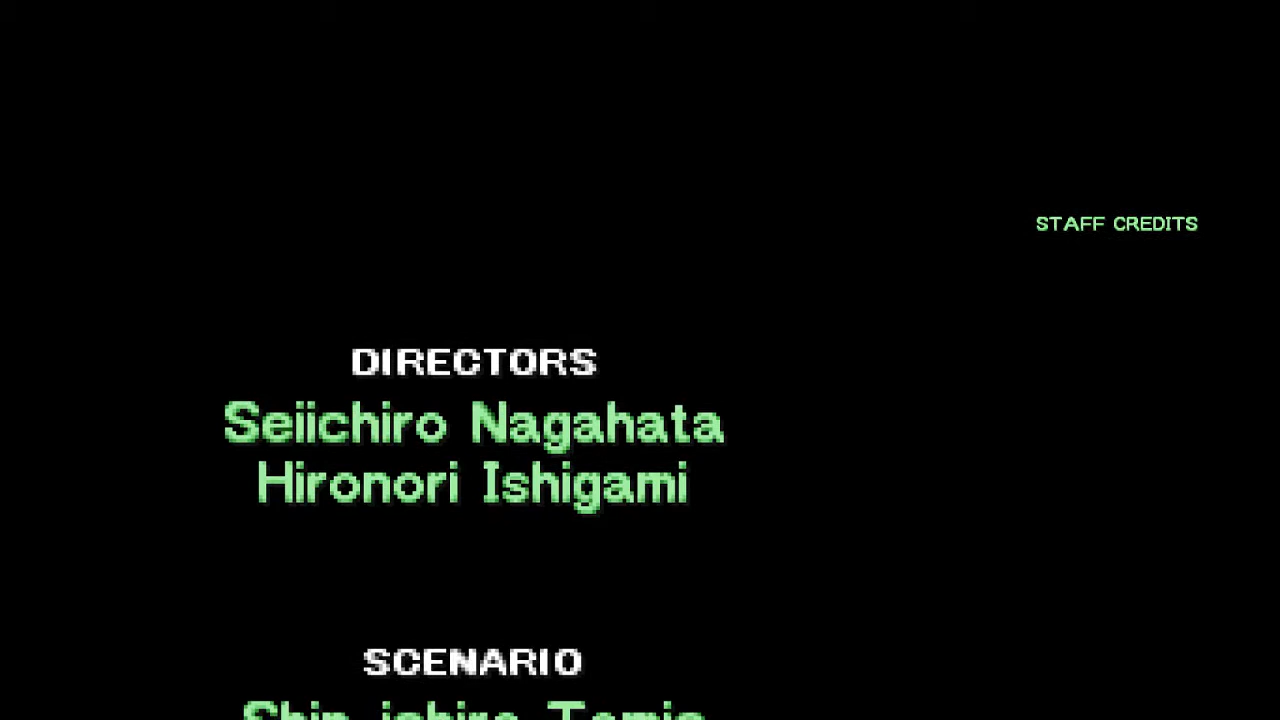 STAFF CREDITS
DIRECTORS
Seiichiro Nagahata
Hironori Ishigami
SCENARIO